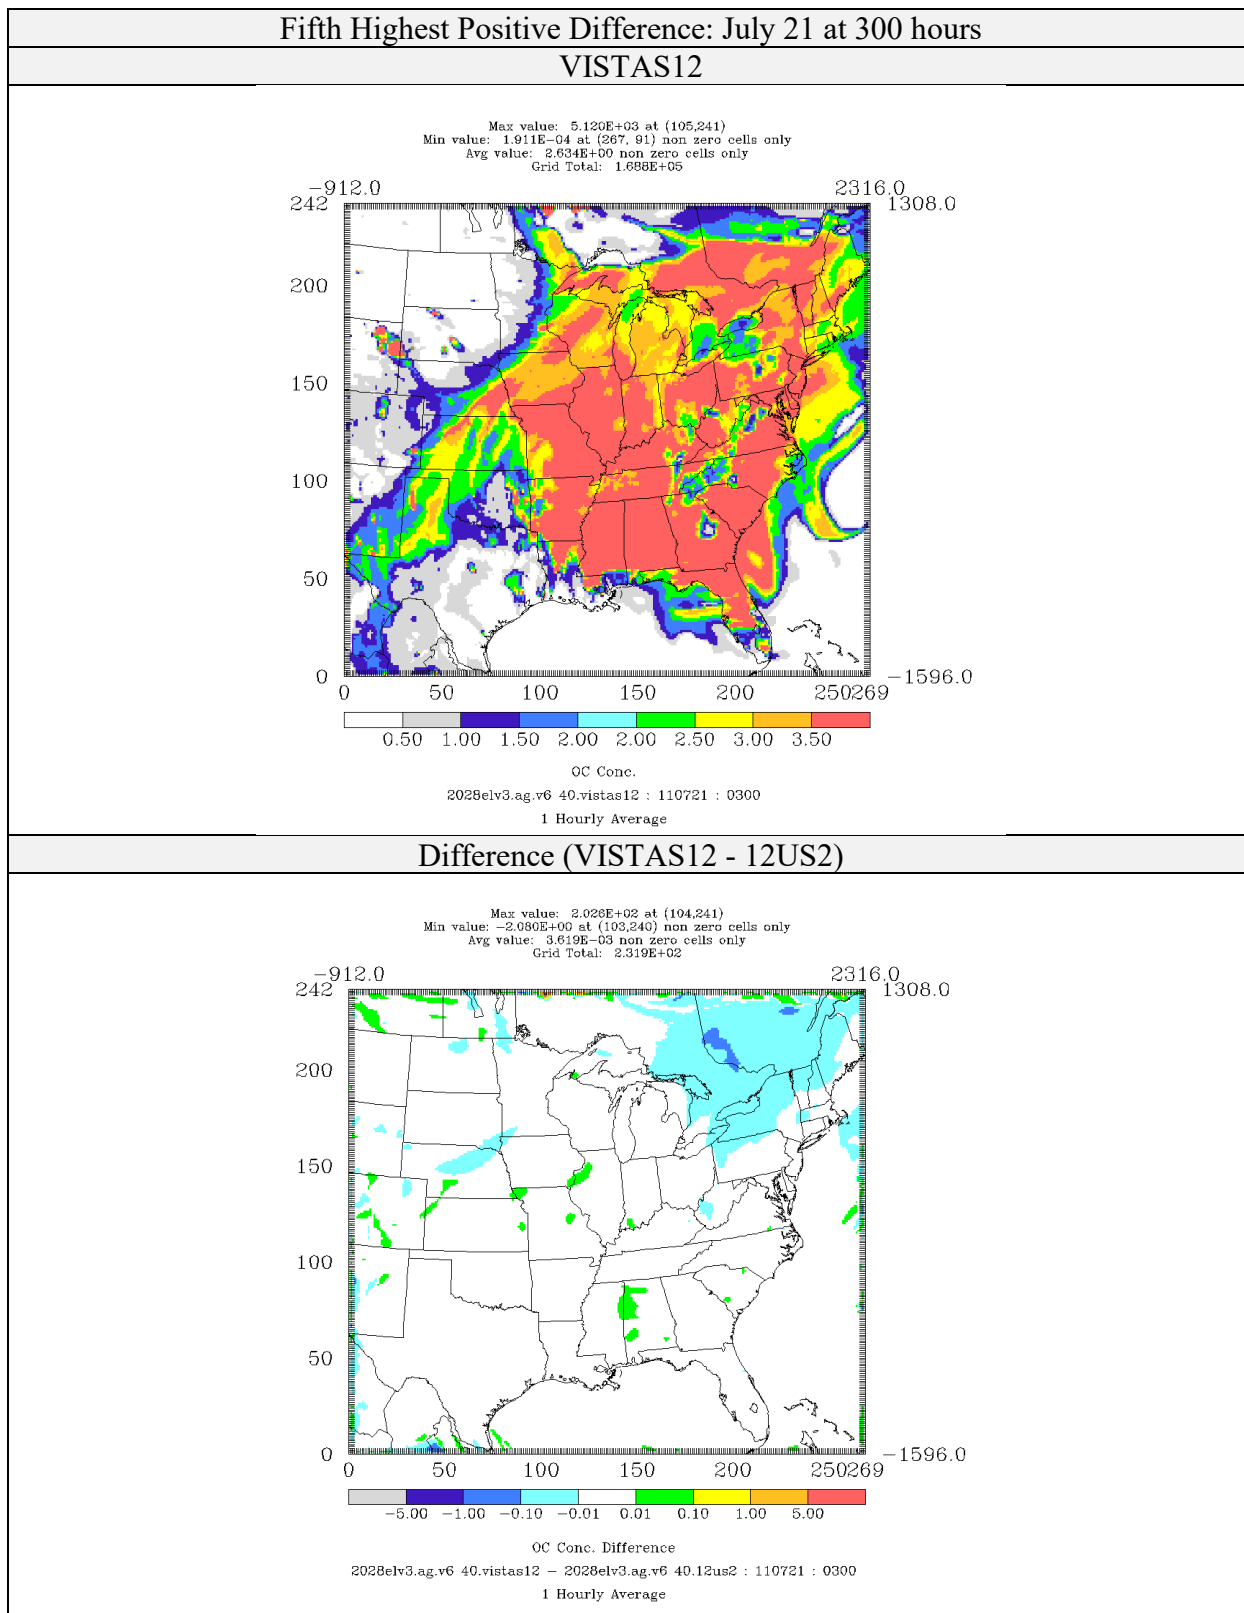 Fifth Highest Positive Difference: July 21 at 300 hours
VISTAS12
Max value: 5.120E+03 at (105,241)
Min value: 1.911E-04 at (267, 91) non zero cells only
Avg value: 2.634E+00 non zero cells only
Grid Total: 1.688E+05
-912.0 2316.0
242 1308.0
200
150
100
50
0 -1596.0
0 50 100 150 200 250269
0.50 1.00 1.50 2.00 2.00 2.50 3.00 3.50
OC Conc.
2028elv3.ag.v6 40.vistas12 : 110721 : 0300
1 Hourly Average
Difference (VISTAS12 - 12US2)
Max value: 2.026E+02 at (104,241)
Min value: -2.080E+00 at (103,240) non zero cells only
Avg value: 3.619E-03 non zero cells only
Grid Total: 2.319E+02
-912.0 2316.0
242 1308.0
200
150
100
50
0 -1596.0
0 50 100 150 200 250269
-5.00 -1.00 -0.10 -0.01 0.01 0.10 1.00 5.00
OC Conc. Difference
2028elv3.ag.v6 40.vistas12 - 2028elv3.ag.v6 40.12us2 : 110721 : 0300
1 Hourly Average